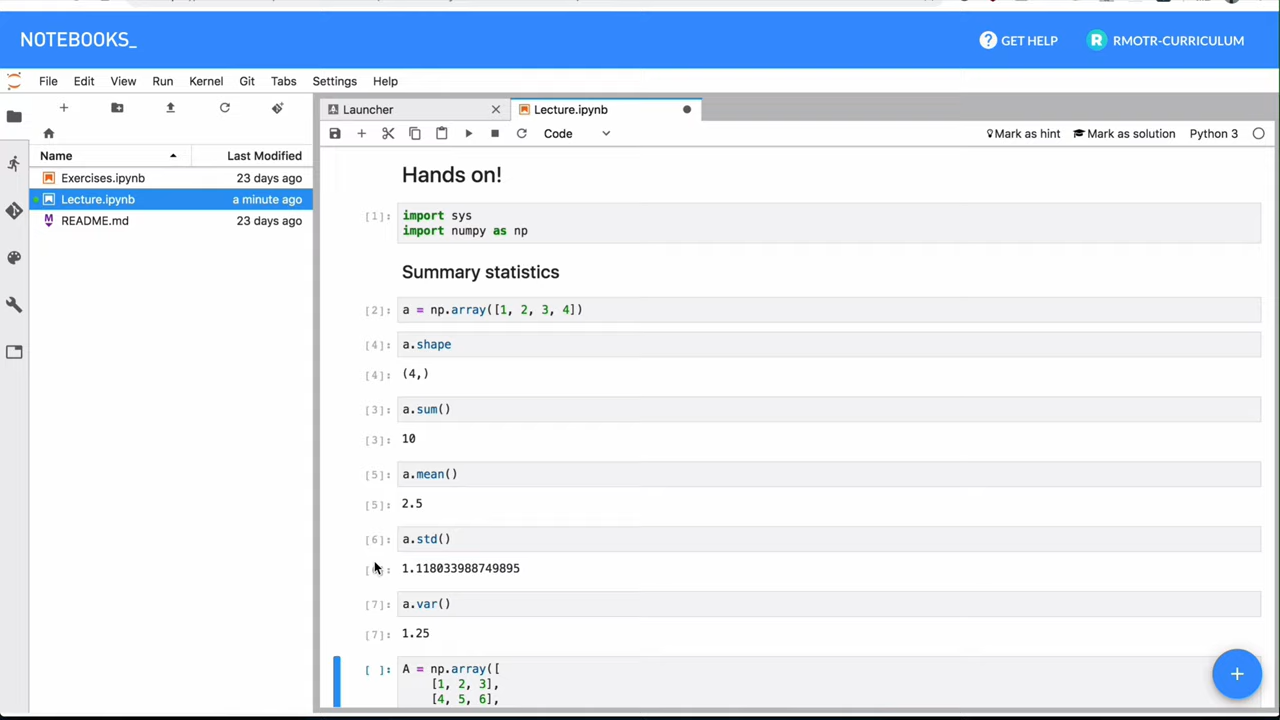 NOTEBOOKS_
GET HELP
R RMOTR-CURRICULUM
File Edit View Run Kernel Git Tabs Settings Help
Launcher
Lecture.ipynb
Code
Mark as hint
Mark as solution
Python 3
Name Last Modified
Exercises.ipynb 23 days ago
Lecture.ipynb a minute ago
README.md 23 days ago
Hands on!
[1]: import sys
import numpy as np
Summary statistics
[2]: a = np.array([1, 2, 3, 4])
[4]: a.shape
[4]: (4,)
[3]: a.sum()
[3]: 10
[5]: a.mean()
[5]: 2.5
[6]: a.std()
1.118033988749895
[7]: a.var()
[7]: 1.25
[ ]: A = np.array([
[1, 2, 3],
[4, 5, 6],